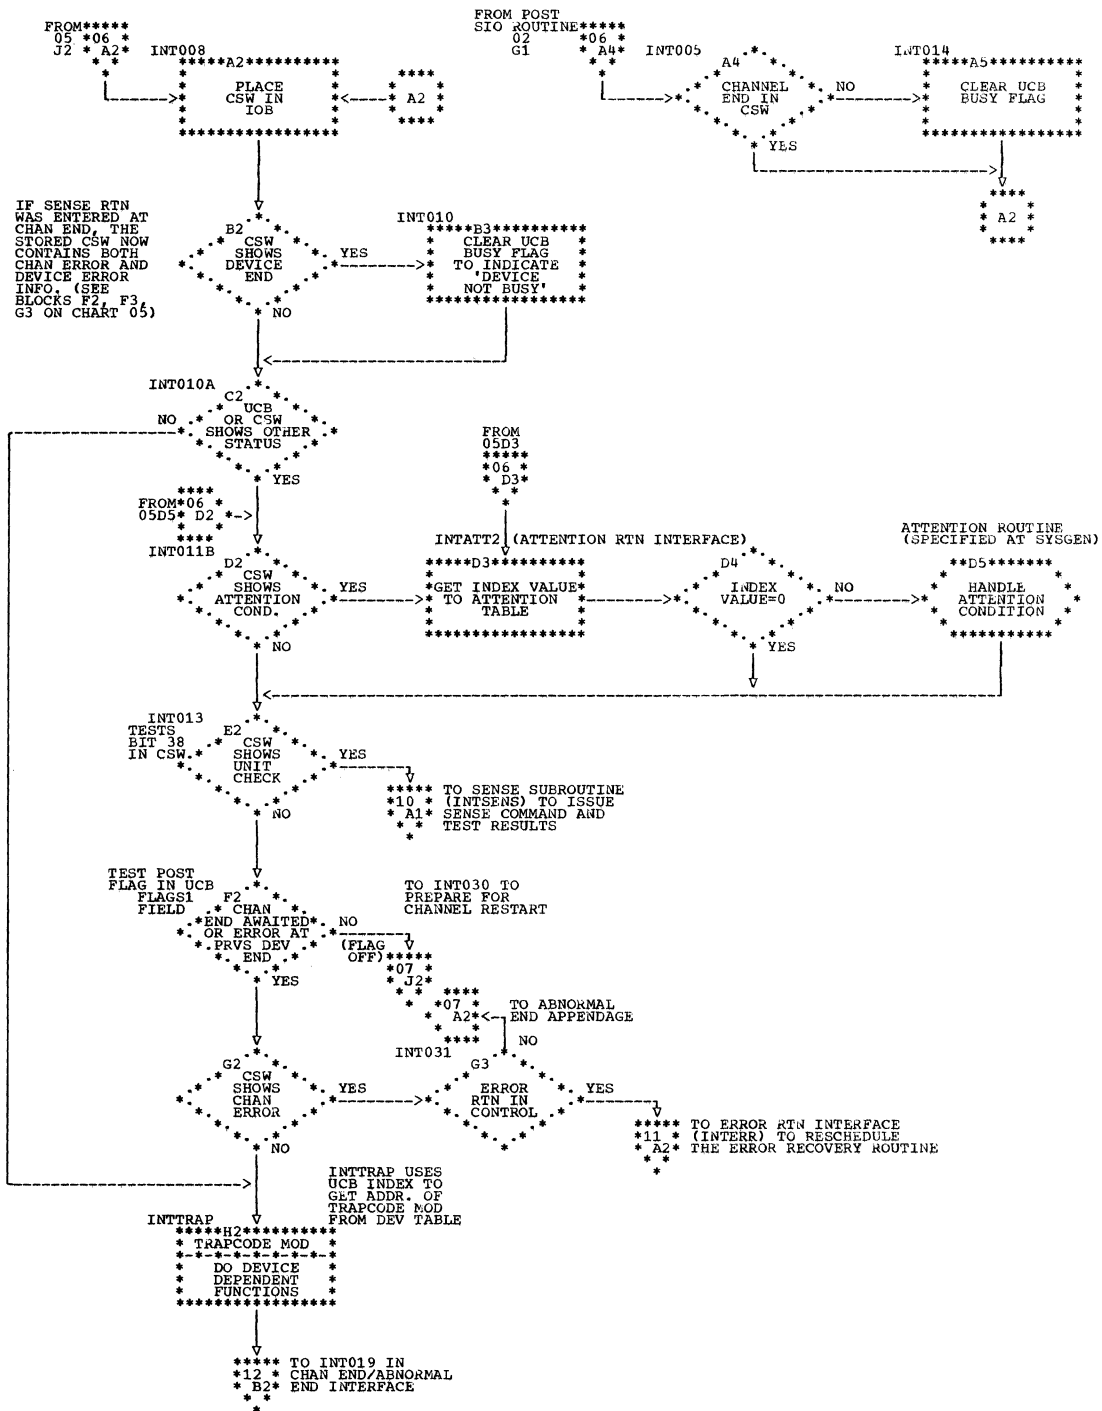 FROM
05 06
J2 A2
INT008
A2
PLACE
CSW IN
IOB
A2
FROM POST
SIO ROUTINE
02 06
G1 A4
INT005
A4
CHANNEL
END IN
CSW
NO
YES
INT014
A5
CLEAR UCB
BUSY FLAG
A2
IF SENSE RTN
WAS ENTERED AT
CHAN END, THE
STORED CSW NOW
CONTAINS BOTH
CHAN ERROR AND
DEVICE ERROR
INFO. (SEE
BLOCKS F2, F3,
G3 ON CHART 05)
B2
CSW
SHOWS
DEVICE
END
YES
NO
INT010
B3
CLEAR UCB
BUSY FLAG
TO INDICATE
'DEVICE
NOT BUSY'
INT010A
C2
UCB
OR CSW
SHOWS OTHER
STATUS
NO
YES
FROM 06
05D5 D2
FROM
05D3
06
D3
INT011B
D2
CSW
SHOWS
ATTENTION
COND.
YES
NO
INTATT2 (ATTENTION RTN INTERFACE)
D3
GET INDEX VALUE
TO ATTENTION
TABLE
D4
INDEX
VALUE=0
NO
YES
ATTENTION ROUTINE
(SPECIFIED AT SYSGEN)
D5
HANDLE
ATTENTION
CONDITION
INT013
TESTS
BIT 38
IN CSW
E2
CSW
SHOWS
UNIT
CHECK
YES
NO
10
A1
TO SENSE SUBROUTINE
(INTSENS) TO ISSUE
SENSE COMMAND AND
TEST RESULTS
TEST POST
FLAG IN UCB
FLAGS1
FIELD
F2
CHAN
END AWAITED
OR ERROR AT
PRVS DEV
END
NO
(FLAG
OFF)
YES
TO INT030 TO
PREPARE FOR
CHANNEL RESTART
07
J2
07
A2
TO ABNORMAL
END APPENDAGE
INT031
G2
CSW
SHOWS
CHAN
ERROR
YES
NO
G3
ERROR
RTN IN
CONTROL
NO
YES
11
A2
TO ERROR RTN INTERFACE
(INTERR) TO RESCHEDULE
THE ERROR RECOVERY ROUTINE
INTTRAP USES
UCB INDEX TO
GET ADDR. OF
TRAPCODE MOD
FROM DEV TABLE
INTTRAP
H2
TRAPCODE MOD
DO DEVICE
DEPENDENT
FUNCTIONS
12
B2
TO INT019 IN
CHAN END/ABNORMAL
END INTERFACE